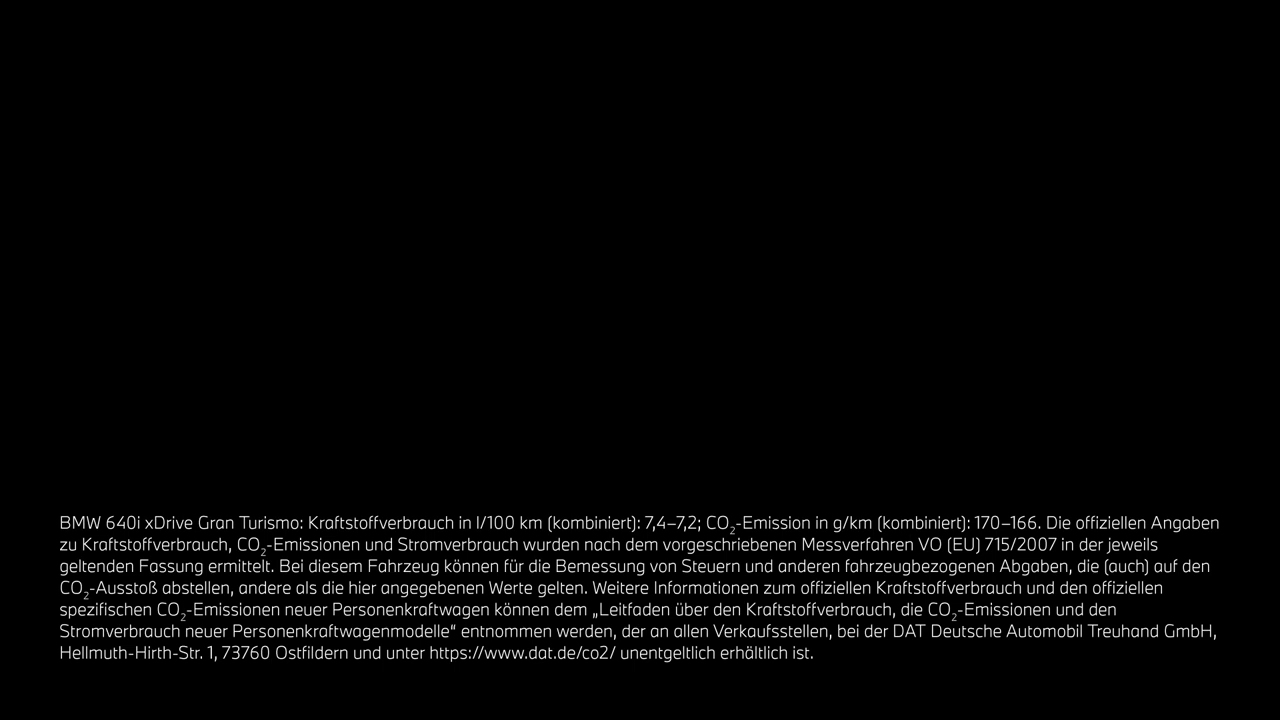 BMW 640i xDrive Gran Turismo: Kraftstoffverbrauch in l/100 km (kombiniert): 7,4–7,2; CO₂-Emission in g/km (kombiniert): 170–166. Die offiziellen Angaben
zu Kraftstoffverbrauch, CO₂-Emissionen und Stromverbrauch wurden nach dem vorgeschriebenen Messverfahren VO (EU) 715/2007 in der jeweils
geltenden Fassung ermittelt. Bei diesem Fahrzeug können für die Bemessung von Steuern und anderen fahrzeugbezogenen Abgaben, die (auch) auf den
CO₂-Ausstoß abstellen, andere als die hier angegebenen Werte gelten. Weitere Informationen zum offiziellen Kraftstoffverbrauch und den offiziellen
spezifischen CO₂-Emissionen neuer Personenkraftwagen können dem „Leitfaden über den Kraftstoffverbrauch, die CO₂-Emissionen und den
Stromverbrauch neuer Personenkraftwagenmodelle“ entnommen werden, der an allen Verkaufsstellen, bei der DAT Deutsche Automobil Treuhand GmbH,
Hellmuth-Hirth-Str. 1, 73760 Ostfildern und unter https://www.dat.de/co2/ unentgeltlich erhältlich ist.